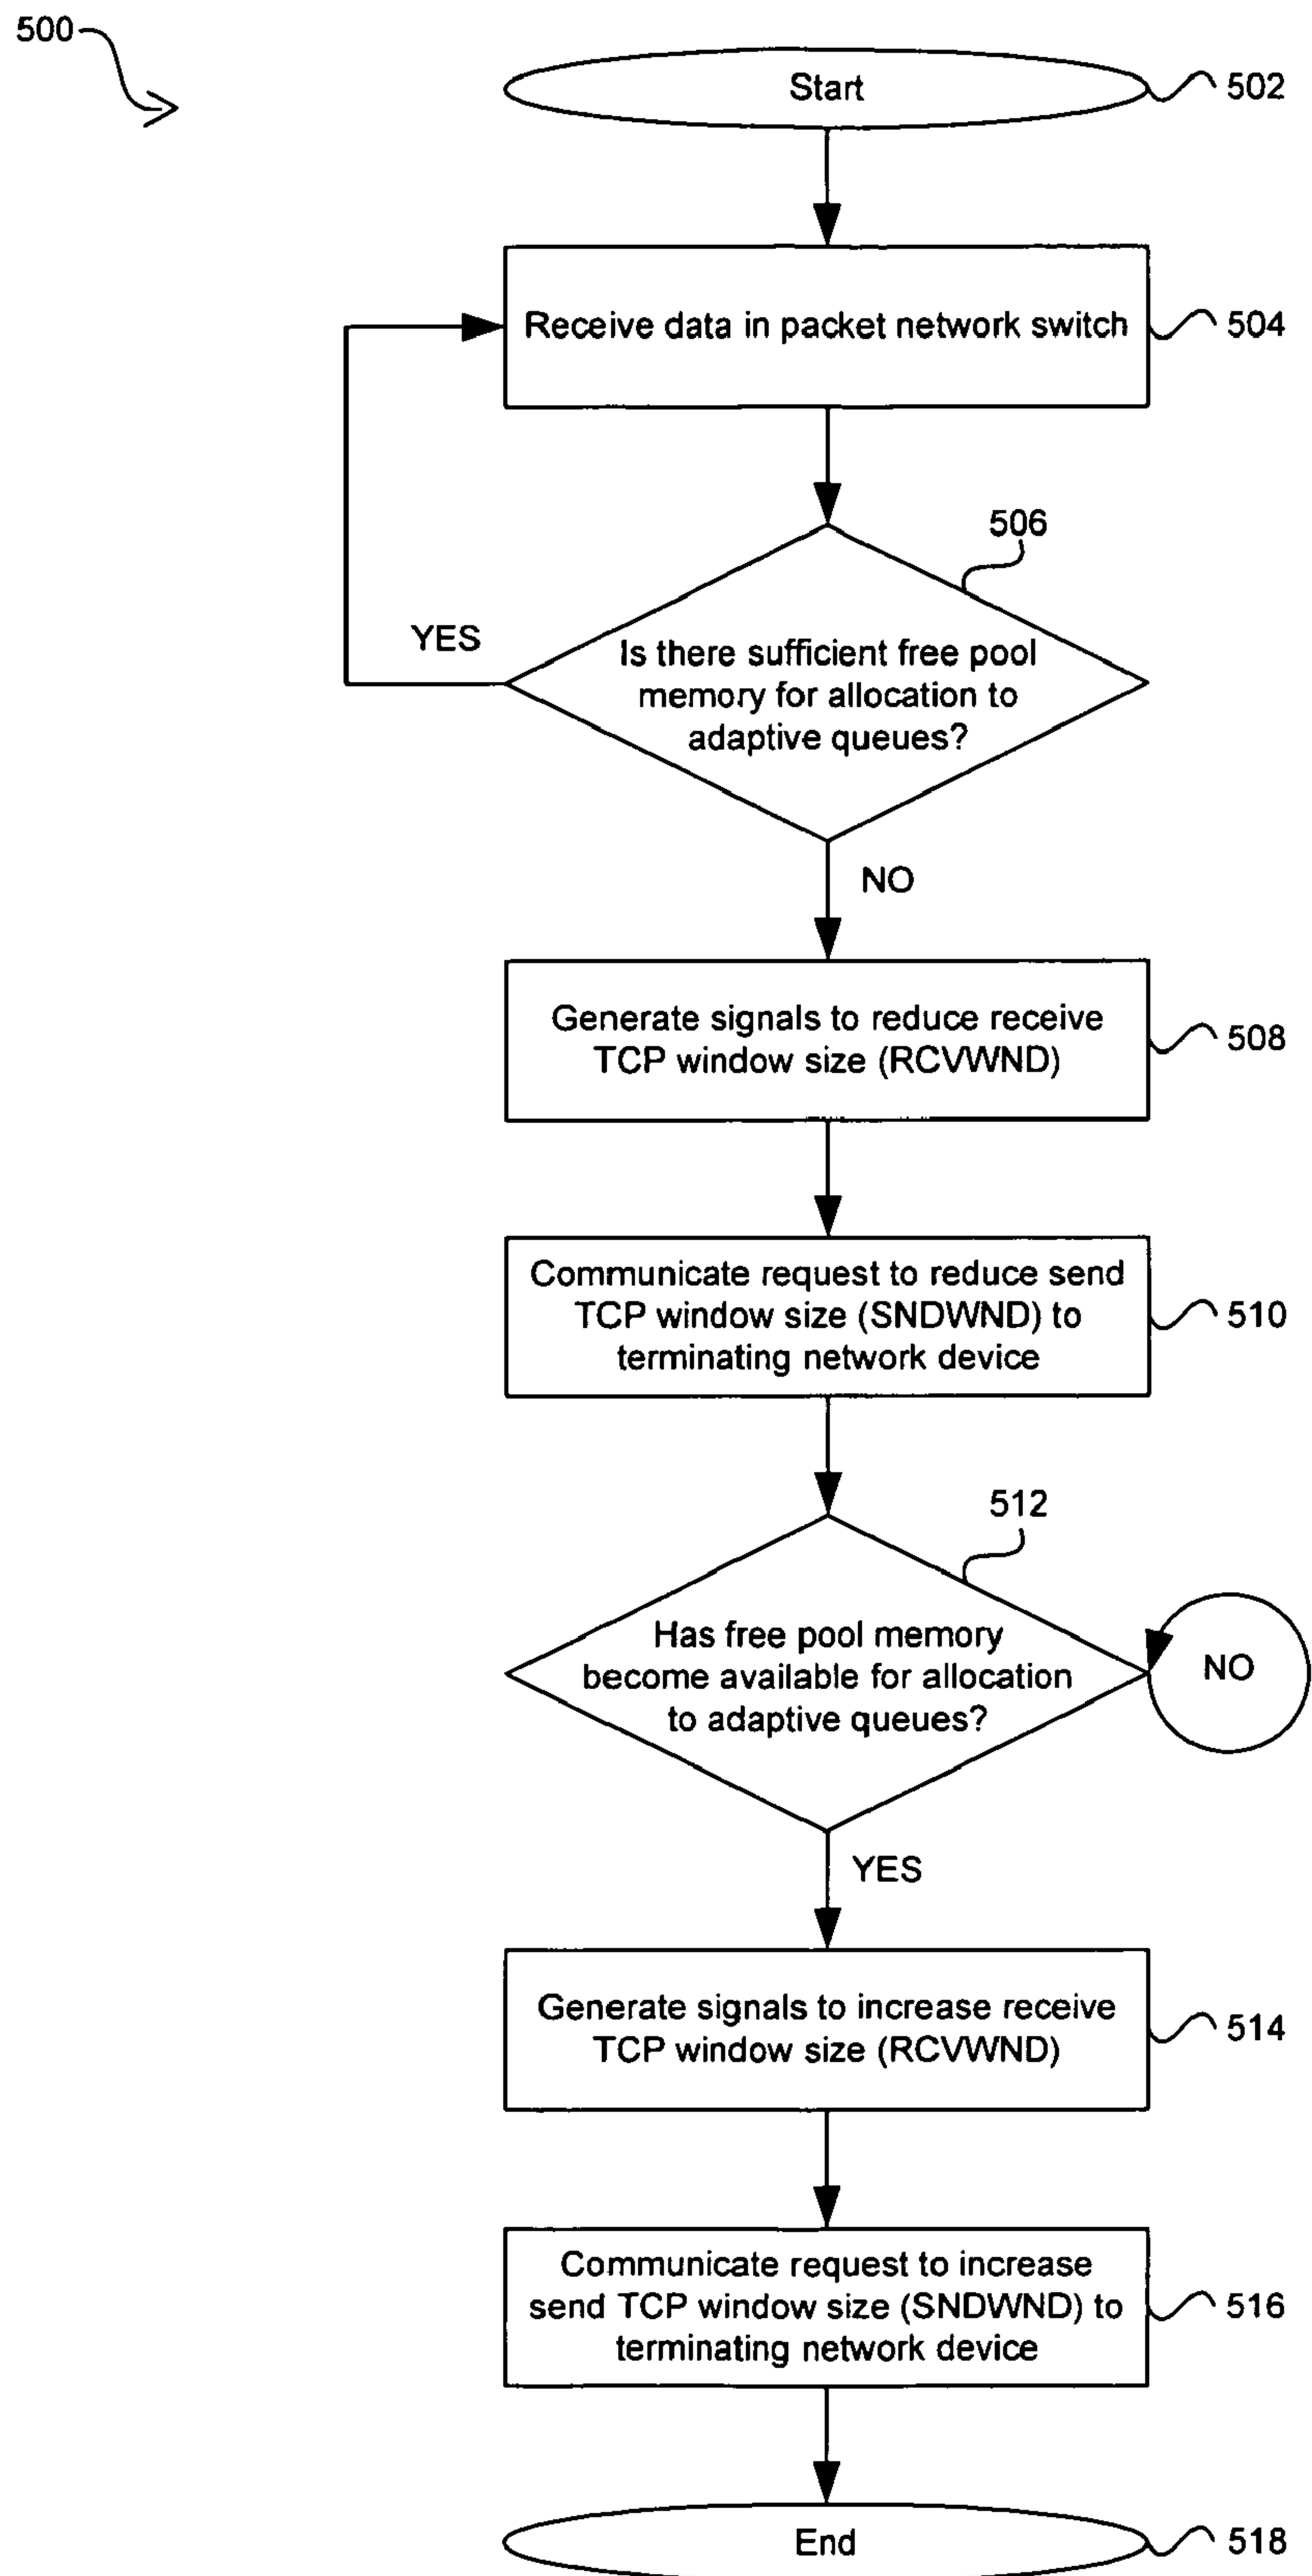 500
Start
502
Receive data in packet network switch
504
506
YES
Is there sufficient free pool
memory for allocation to
adaptive queues?
NO
Generate signals to reduce receive
TCP window size (RCVWND)
508
Communicate request to reduce send
TCP window size (SNDWND) to
terminating network device
510
512
Has free pool memory
become available for allocation
to adaptive queues?
NO
YES
Generate signals to increase receive
TCP window size (RCVWND)
514
Communicate request to increase
send TCP window size (SNDWND) to
terminating network device
516
End
518